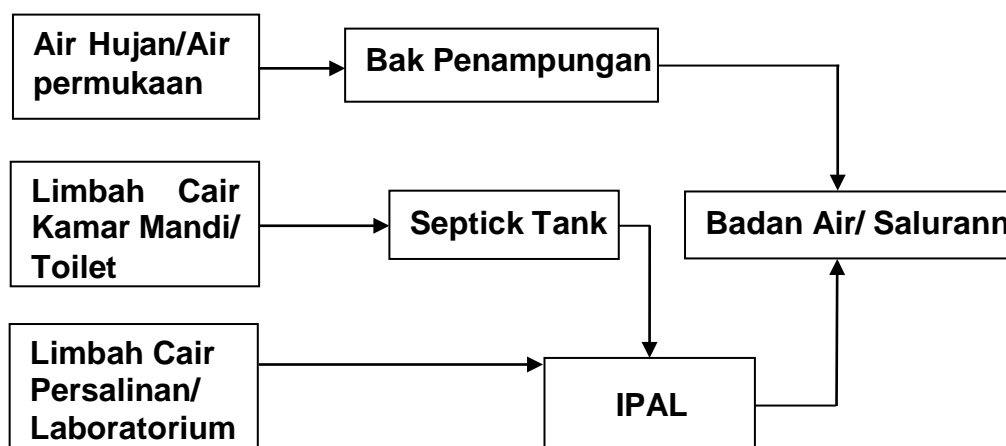 Air Hujan/Air
permukaan
Bak Penampungan
Limbah Cair
Kamar Mandi/
Toilet
Septick Tank
Badan Air/ Salurann
Limbah Cair
Persalinan/
Laboratorium
IPAL